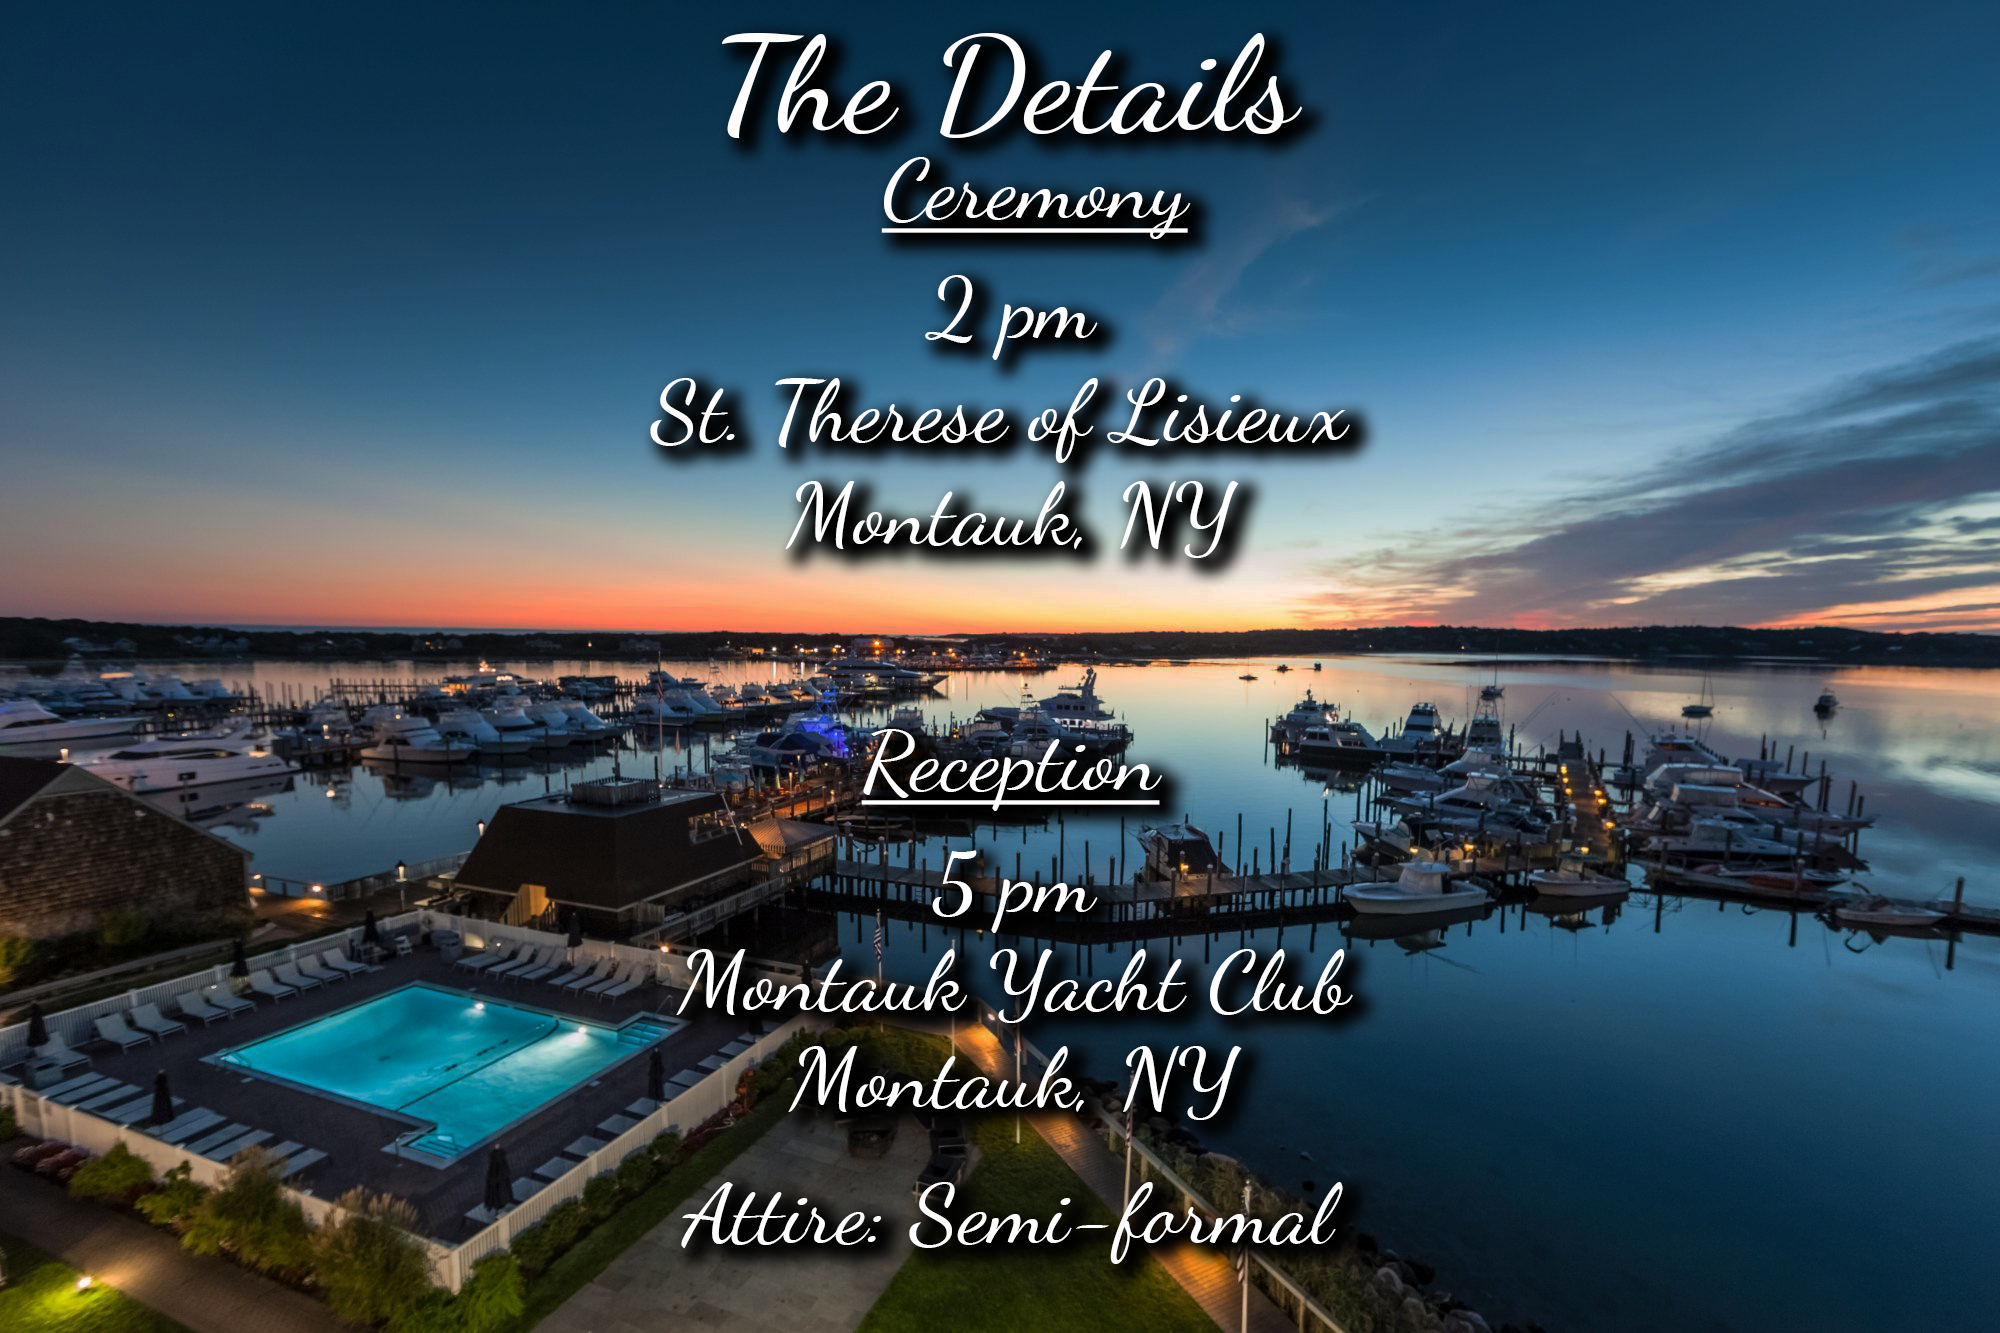 The Details
Ceremony
2 pm
St. Therese of Lisieux
Montauk, NY
Reception
5 pm
Montauk Yacht Club
Montauk, NY
Attire: Semi-formal